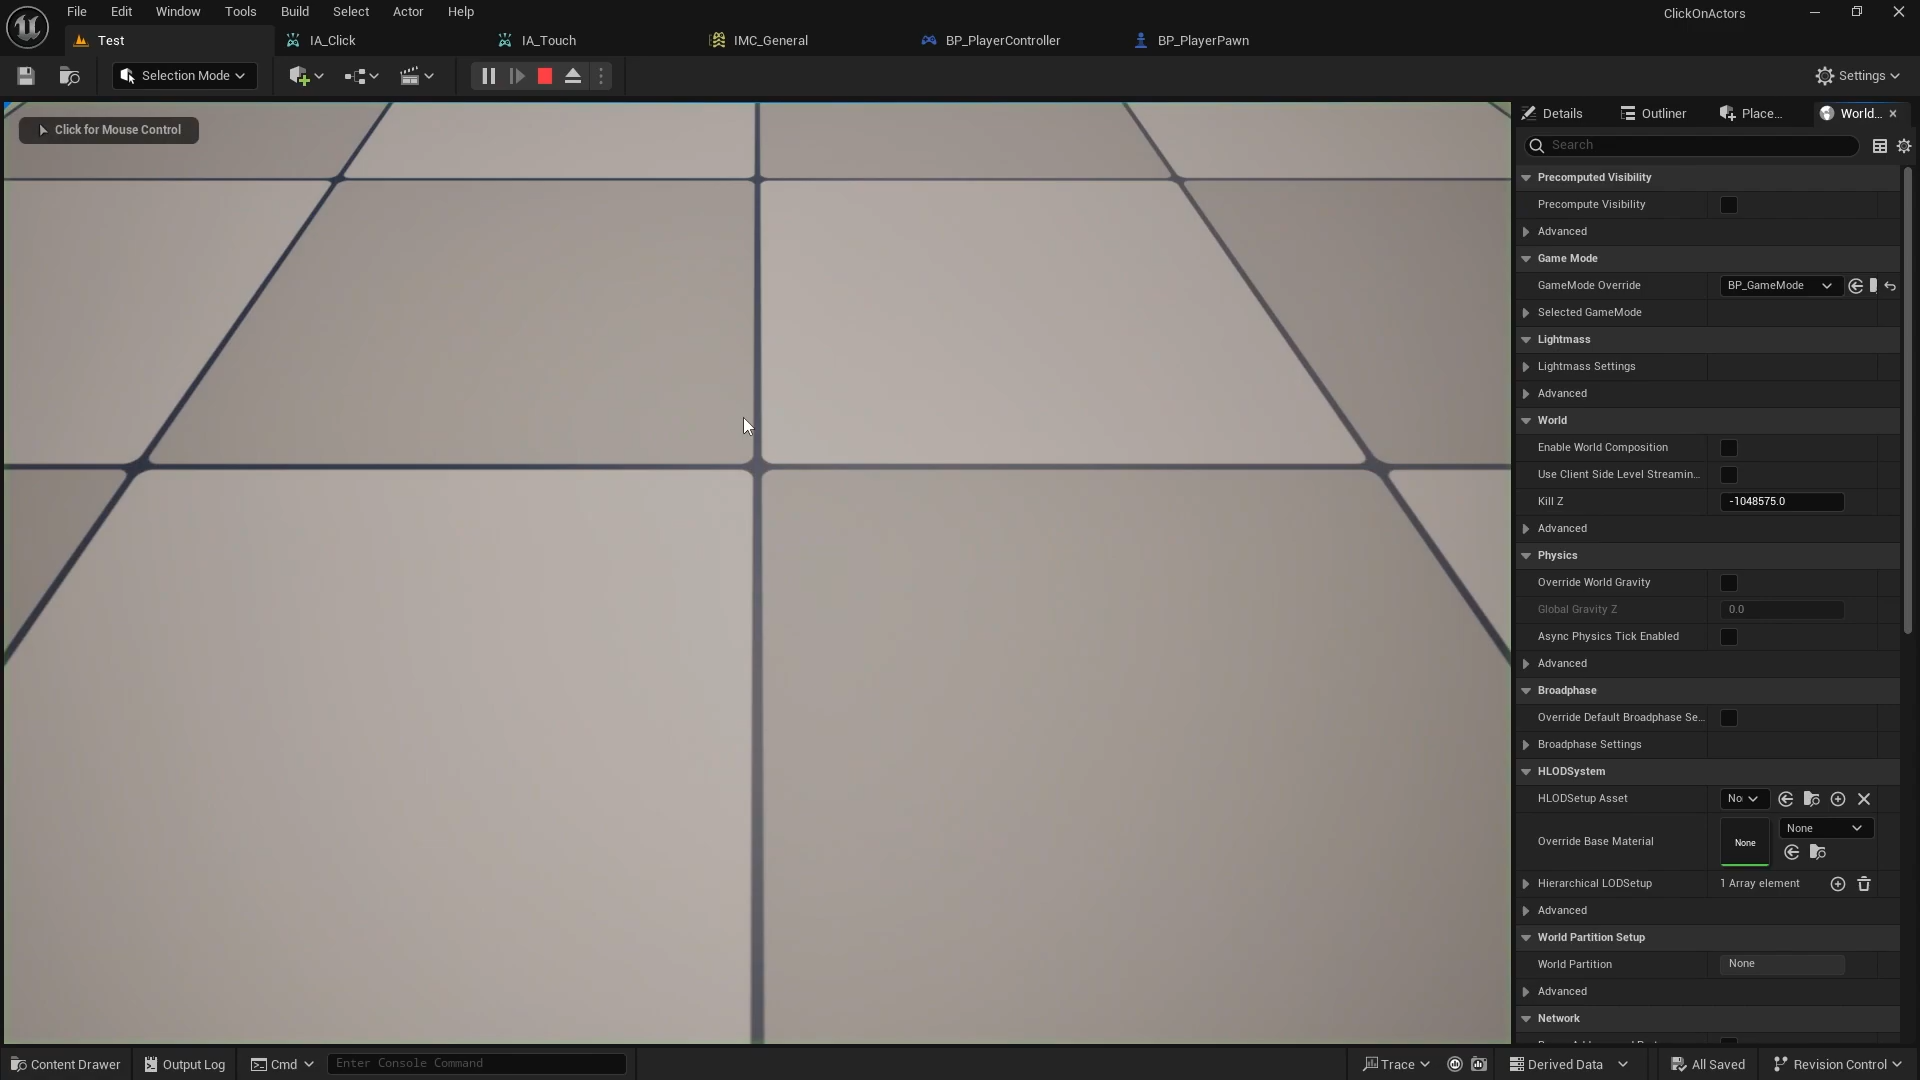 File Edit Window Tools Build Select Actor Help
ClickOnActors
Test
IA_Click
IA_Touch
IMC_General
BP_PlayerController
BP_PlayerPawn
Selection Mode
Settings
Click for Mouse Control
Details
Outliner
Place...
World...
Search
Precomputed Visibility
Precompute Visibility
Advanced
Game Mode
GameMode Override
BP_GameMode
Selected GameMode
Lightmass
Lightmass Settings
Advanced
World
Enable World Composition
Use Client Side Level Streamin...
Kill Z
-1048575.0
Advanced
Physics
Override World Gravity
Global Gravity Z
0.0
Async Physics Tick Enabled
Advanced
Broadphase
Override Default Broadphase Se...
Broadphase Settings
HLODSystem
HLODSetup Asset
No
Override Base Material
None
None
Hierarchical LODSetup
1 Array element
Advanced
World Partition Setup
World Partition
None
Advanced
Network
Content Drawer
Output Log
Cmd
Enter Console Command
Trace
Derived Data
All Saved
Revision Control